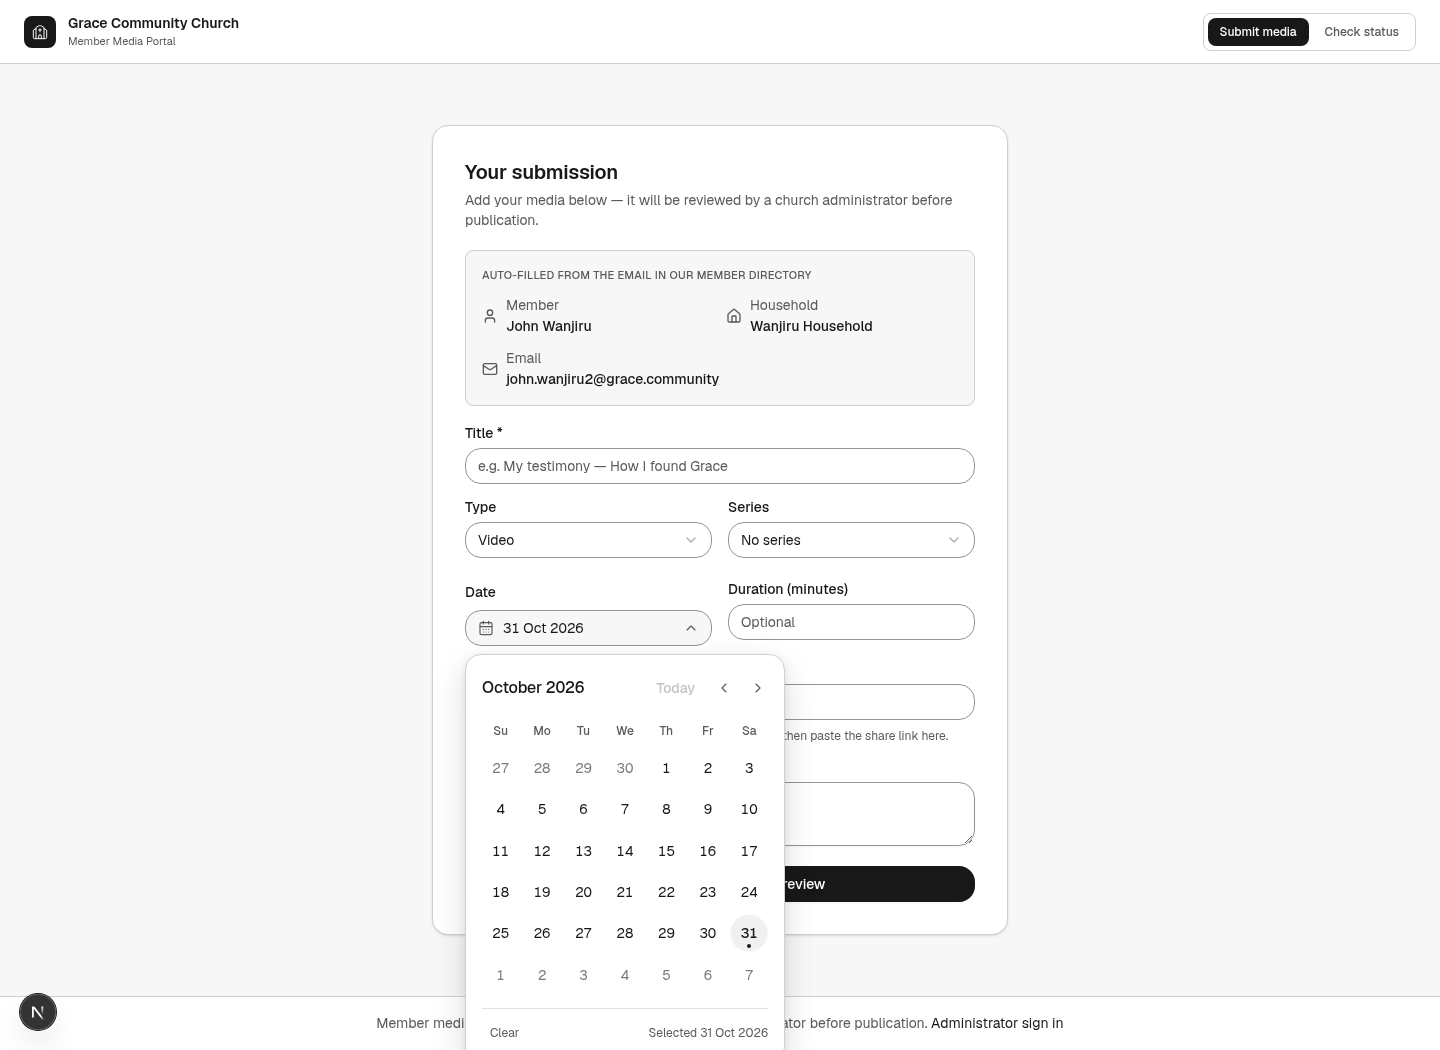 Grace Community Church
Member Media Portal
Submit media
Check status
Your submission
Add your media below — it will be reviewed by a church administrator before
publication.
AUTO-FILLED FROM THE EMAIL IN OUR MEMBER DIRECTORY
Member
John Wanjiru
Household
Wanjiru Household
Email
john.wanjiru2@grace.community
Title *
e.g. My testimony — How I found Grace
Type
Series
Video
No series
Date
Duration (minutes)
31 Oct 2026
Optional
October 2026
Today
then paste the share link here.
Su Mo Tu We Th Fr Sa
27 28 29 30 1 2 3
4 5 6 7 8 9 10
11 12 13 14 15 16 17
18 19 20 21 22 23 24
25 26 27 28 29 30 31
1 2 3 4 5 6 7
Clear
Selected 31 Oct 2026
review
Member medi
ator before publication. Administrator sign in
N